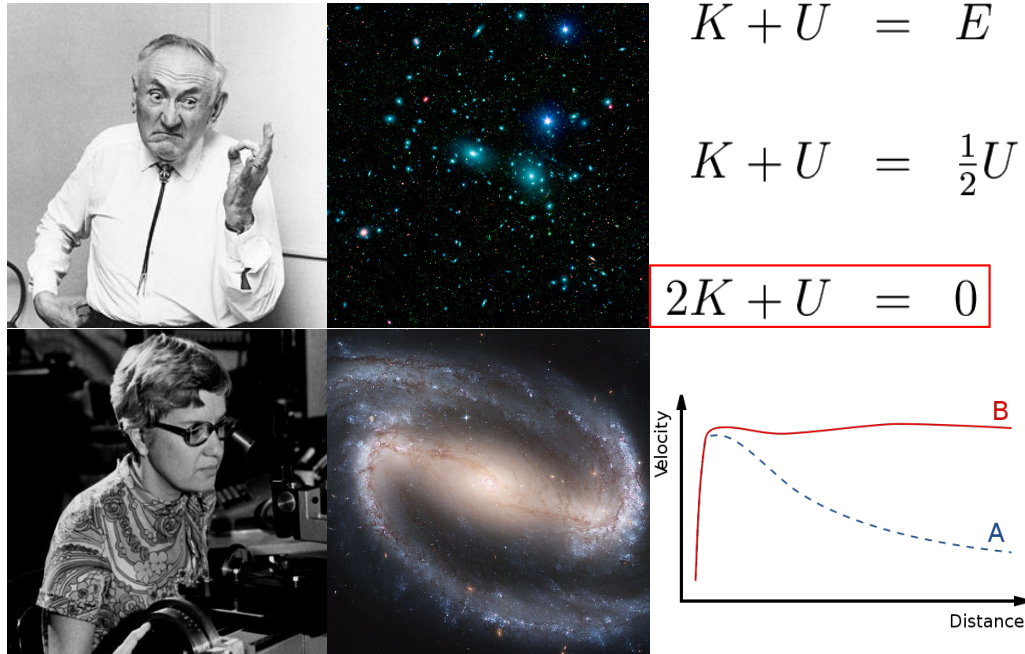 K + U = E
K + U = ½U
2K + U = 0
Velocity
B
A
Distance